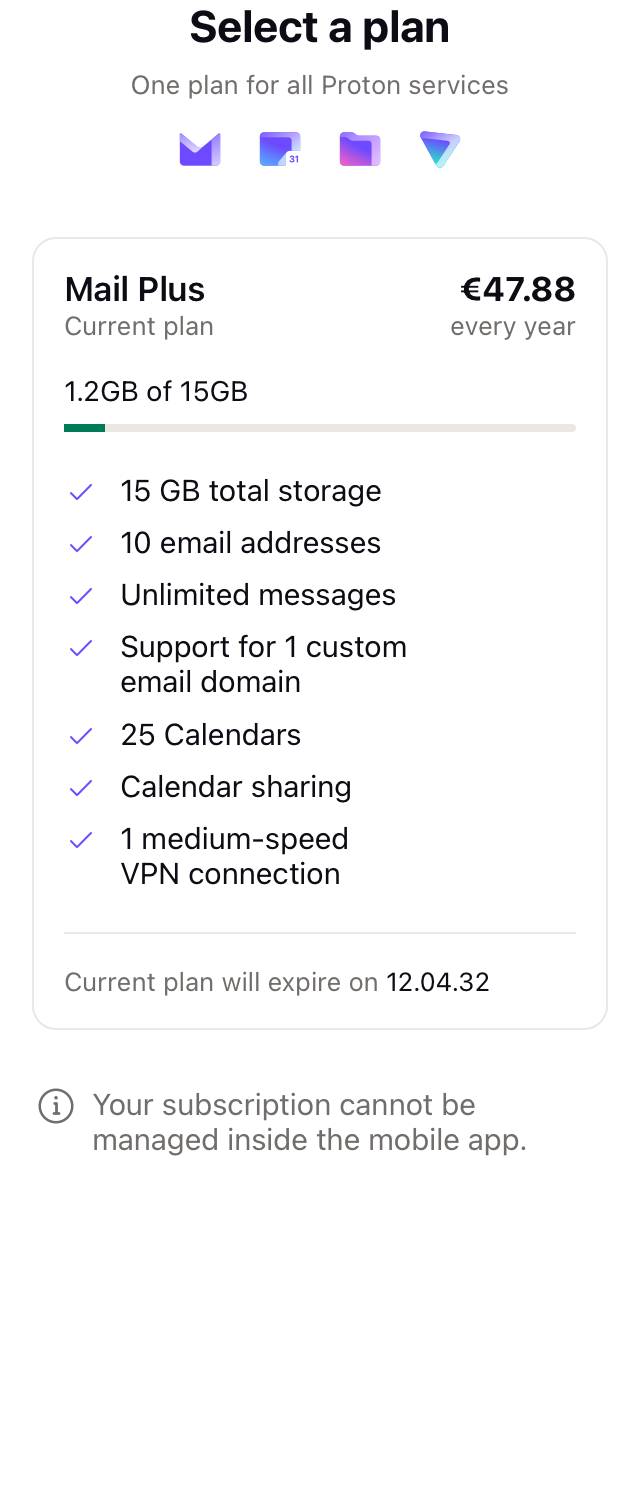 Select a plan
One plan for all Proton services
31
Mail Plus
€47.88
Current plan
every year
1.2GB of 15GB
15 GB total storage
10 email addresses
Unlimited messages
Support for 1 custom
email domain
25 Calendars
Calendar sharing
1 medium-speed
VPN connection
Current plan will expire on 12.04.32
Your subscription cannot be
managed inside the mobile app.